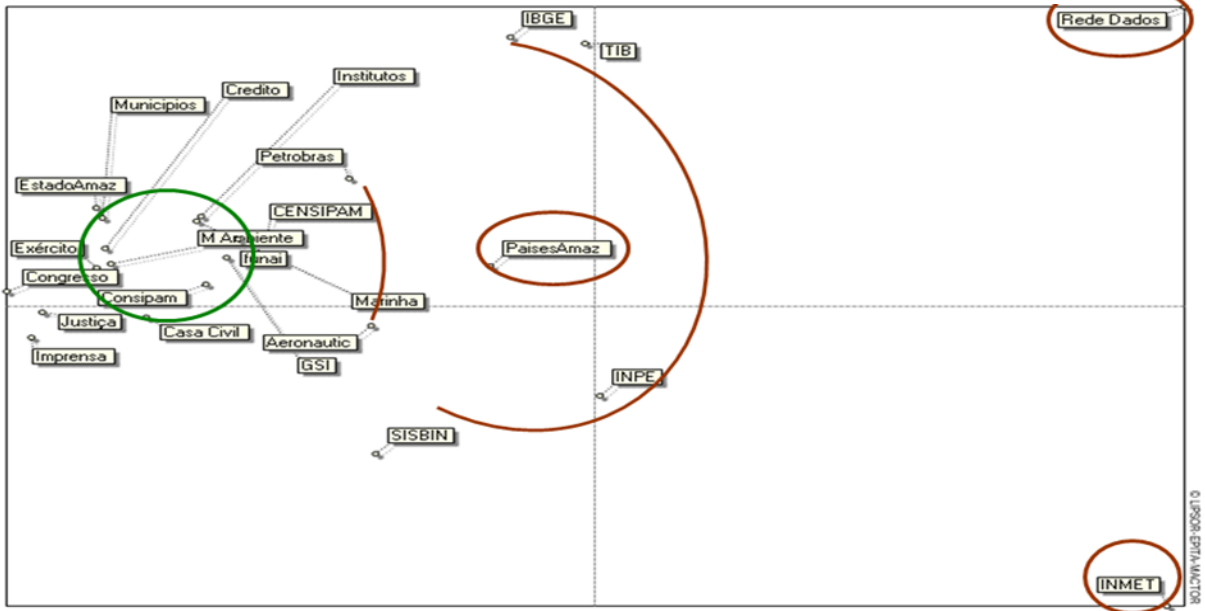 IBGE
Rede Dados
TIB
Institutos
Credito
Municipios
Petrobras
EstadoAmaz
CENSIPAM
M Ambiente
Exército
PaisesAmaz
funai
Congresso
Consipam
Marinha
Justiça
Casa Civil
Aeronautic
Imprensa
GSI
INPE
SISBIN
INMET
© LIPSOR-EPITA-MACTOR